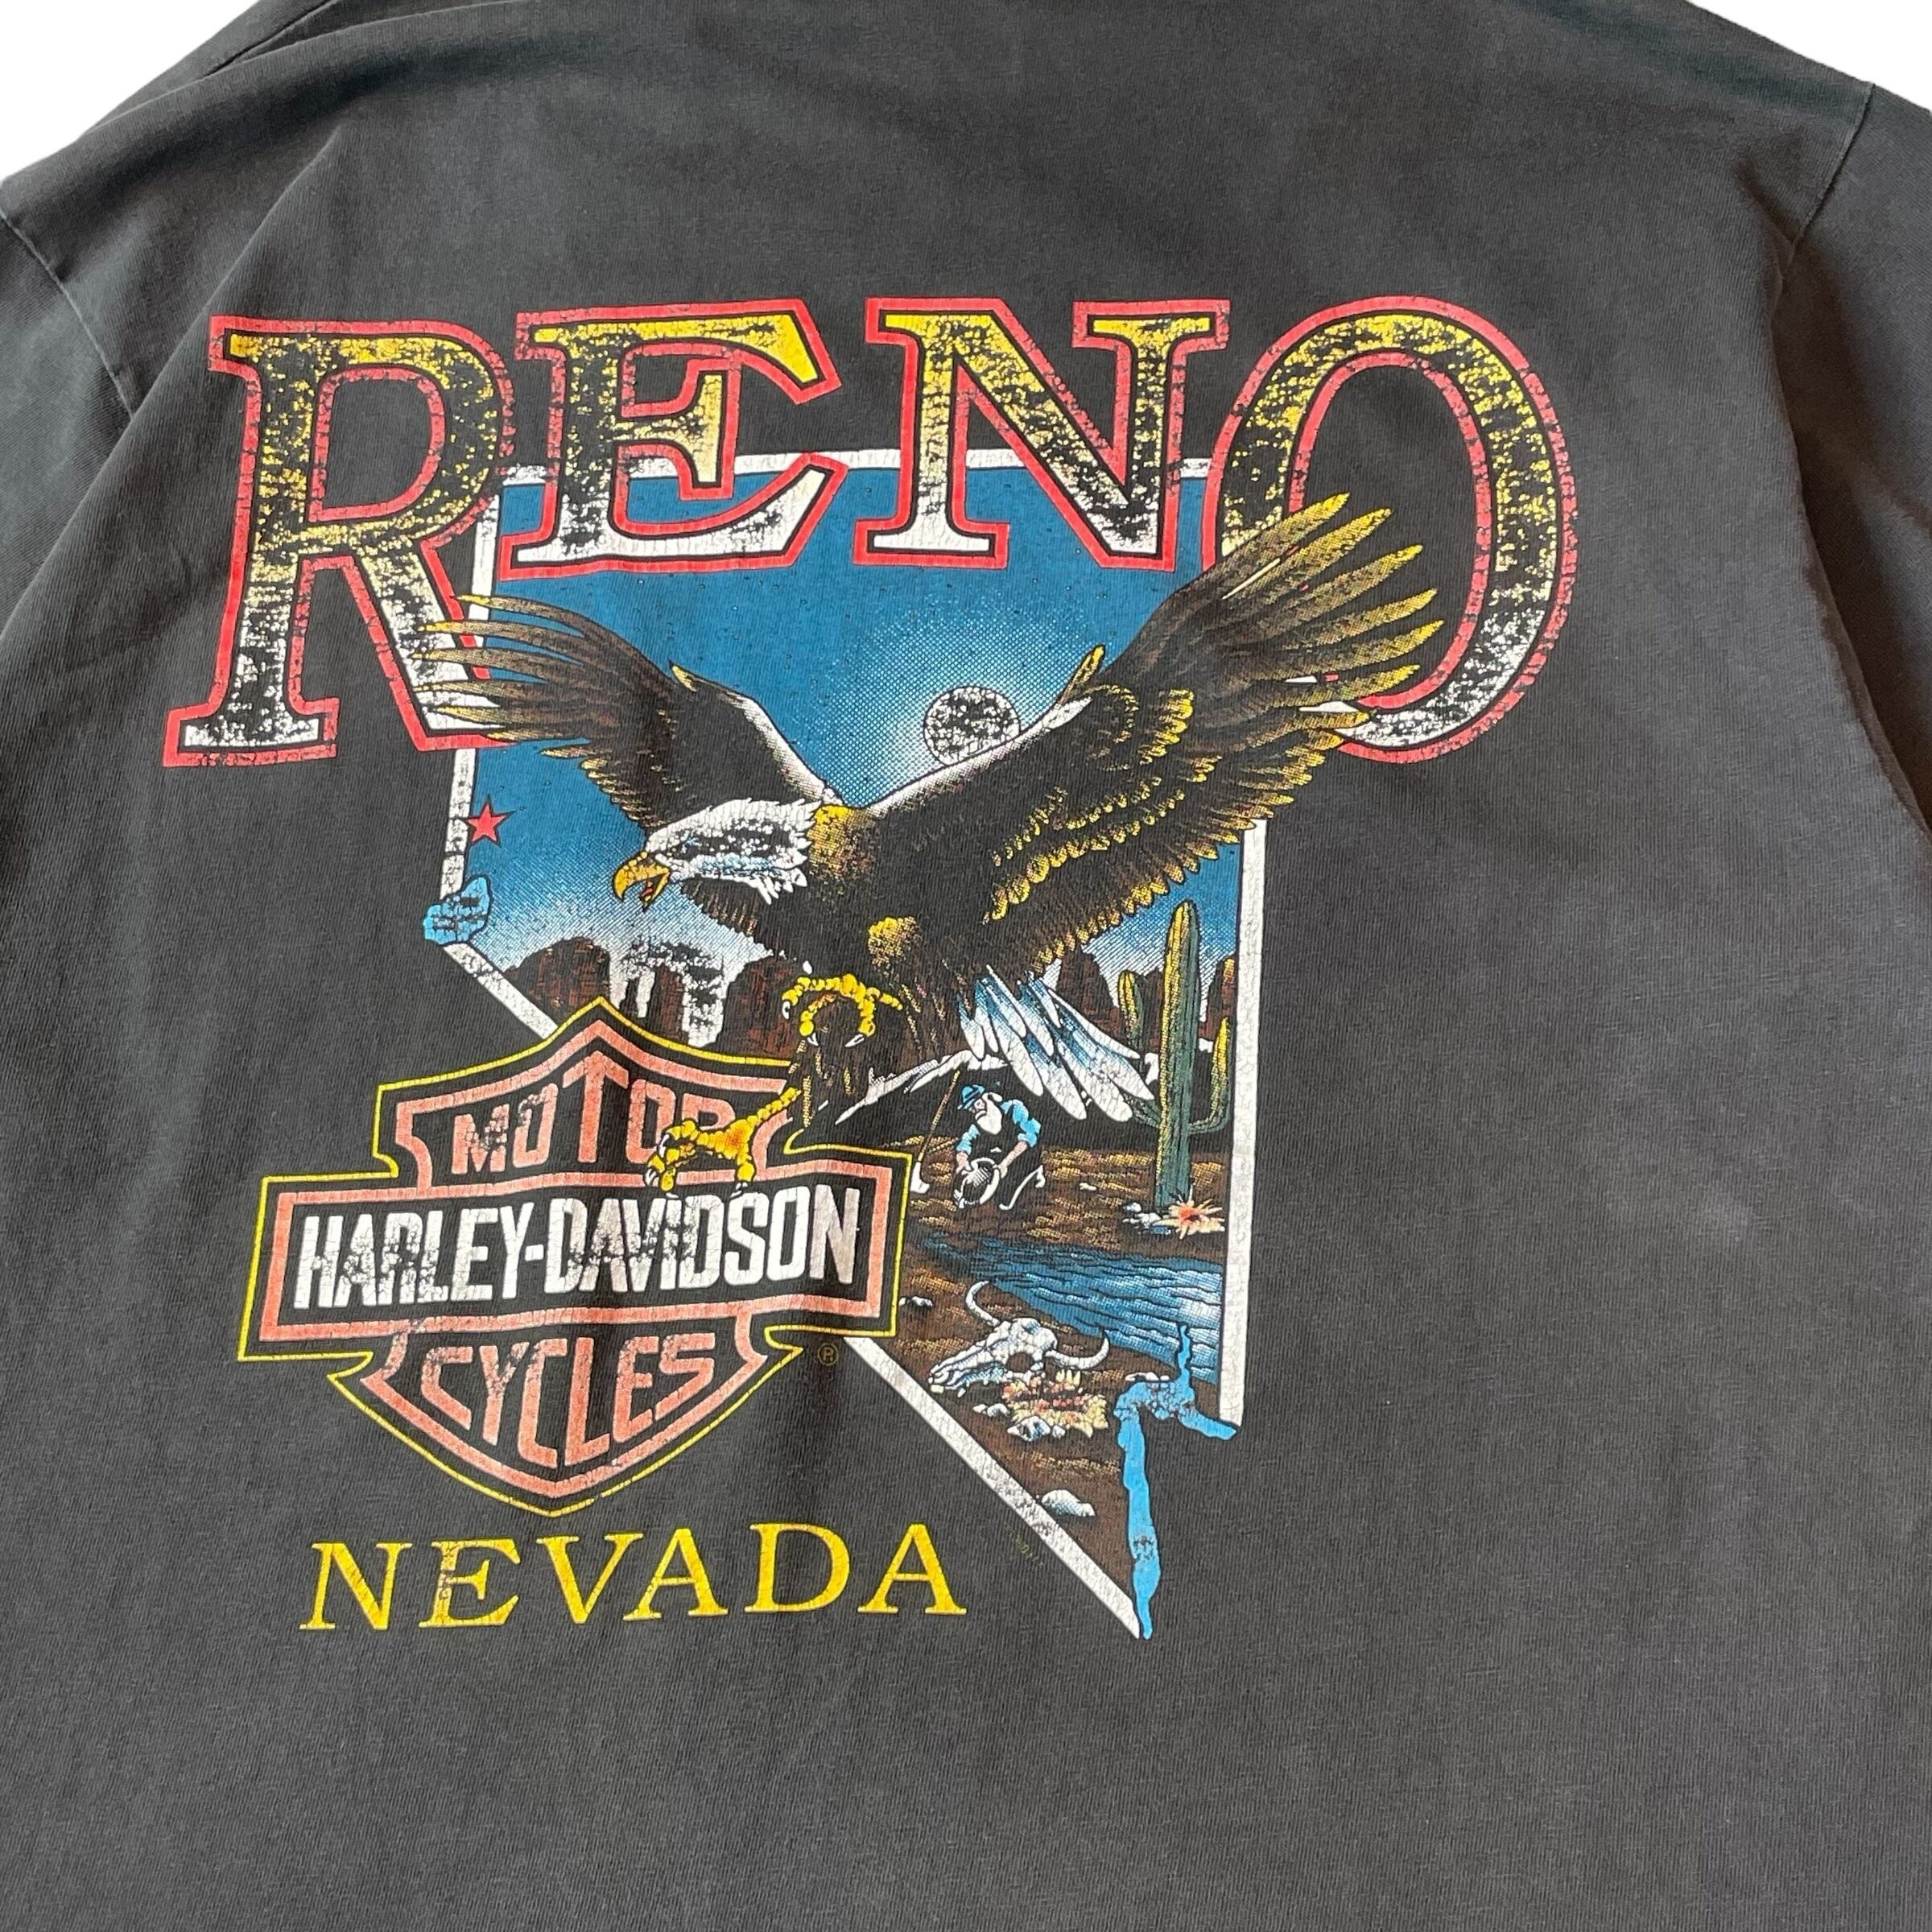 RENO
MOTOR
HARLEY-DAVIDSON
CYCLES
®
NEVADA